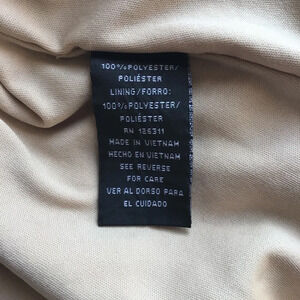 100%POLYESTER/
POLIÉSTER
LINING/FORRO:
100%POLYESTER/
POLIÉSTER
RN 126311
MADE IN VIETNAM
HECHO EN VIETNAM
SEE REVERSE
FOR CARE
VER AL DORSO PARA
EL CUIDADO